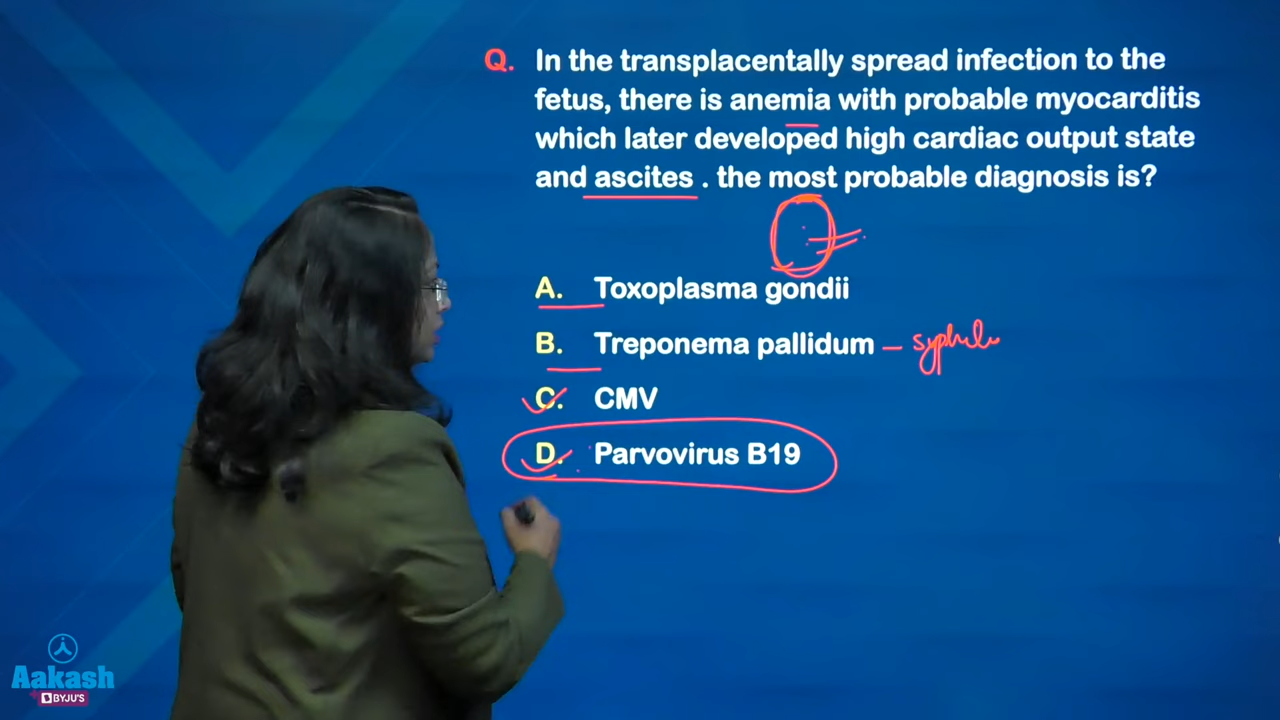 Q. In the transplacentally spread infection to the
fetus, there is anemia with probable myocarditis
which later developed high cardiac output state
and ascites . the most probable diagnosis is?
A. Toxoplasma gondii
B. Treponema pallidum – syphilis
C. CMV
D. Parvovirus B19
Aakash
BYJU'S